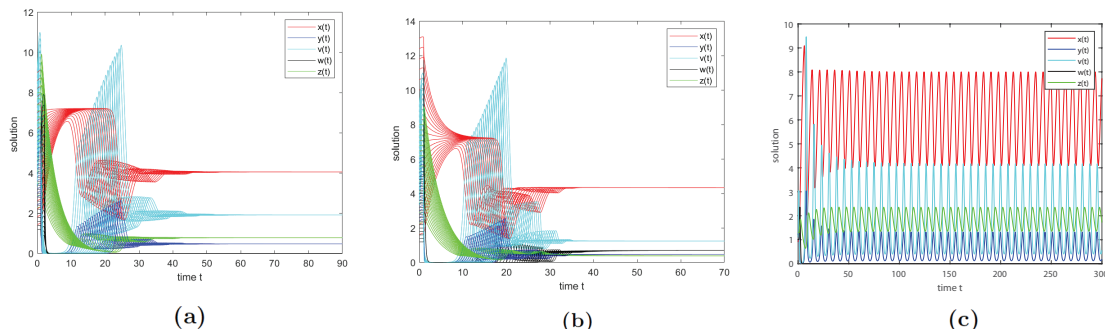 12
10
8
6
4
2
0
solution
0 10 20 30 40 50 60 70 80 90
time t
x(t)
y(t)
v(t)
w(t)
z(t)
(a)
14
12
10
8
6
4
2
0
solution
0 10 20 30 40 50 60 70
time t
x(t)
y(t)
v(t)
w(t)
z(t)
(b)
10
9
8
7
6
5
4
3
2
1
0
solution
0 50 100 150 200 250 300
time t
x(t)
y(t)
v(t)
w(t)
z(t)
(c)